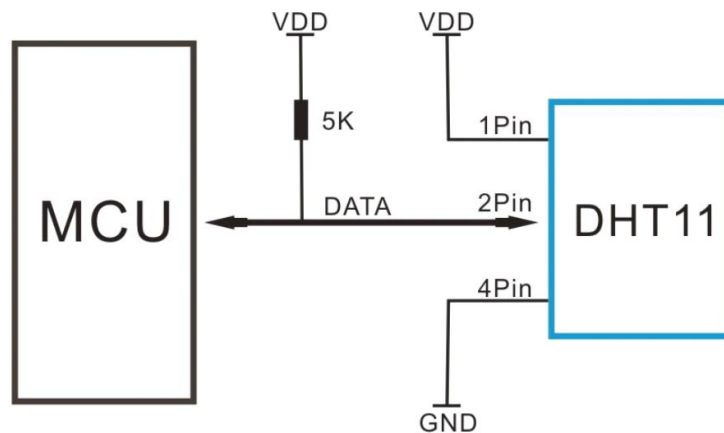 VDD
VDD
5K
1Pin
MCU
DATA
2Pin
DHT11
4Pin
GND